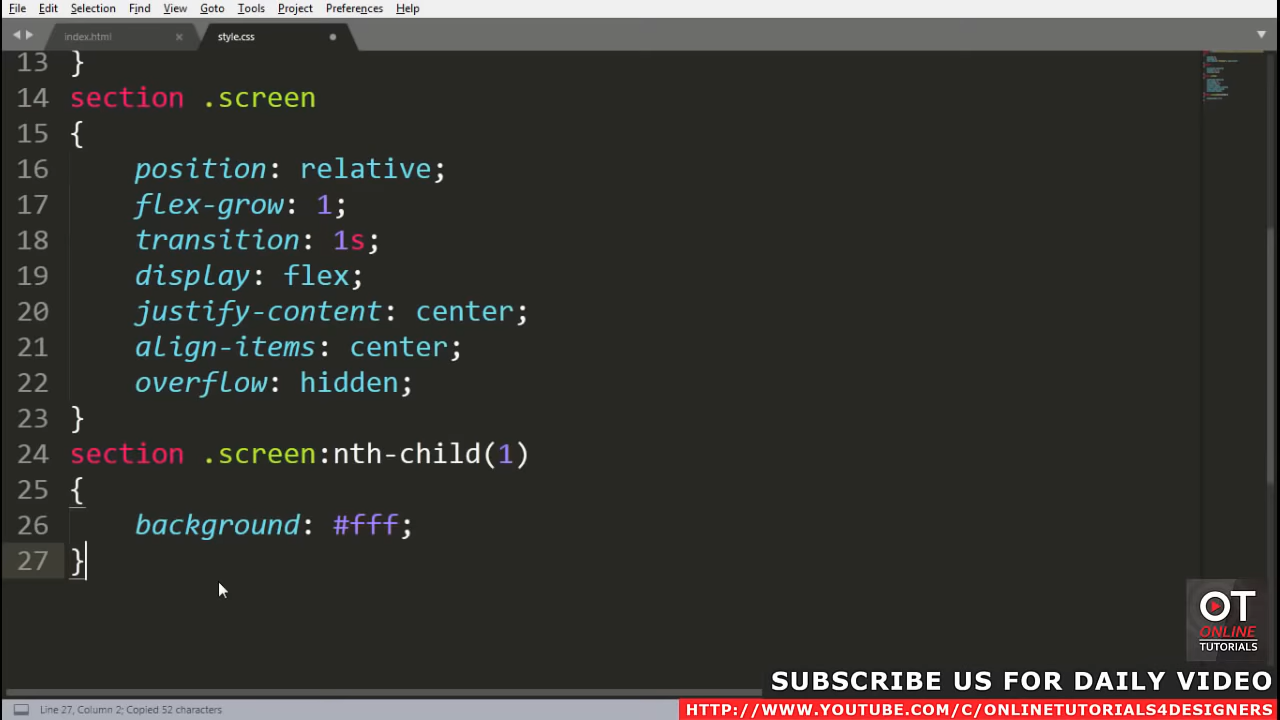 File Edit Selection Find View Goto Tools Project Preferences Help
index.html style.css
13 }
14 section .screen
15 {
16 position: relative;
17 flex-grow: 1;
18 transition: 1s;
19 display: flex;
20 justify-content: center;
21 align-items: center;
22 overflow: hidden;
23 }
24 section .screen:nth-child(1)
25 {
26 background: #fff;
27 }
OT
ONLINE
TUTORIALS
SUBSCRIBE US FOR DAILY VIDEO
Line 27, Column 2; Copied 52 characters
HTTP://WWW.YOUTUBE.COM/C/ONLINETUTORIALS4DESIGNERS